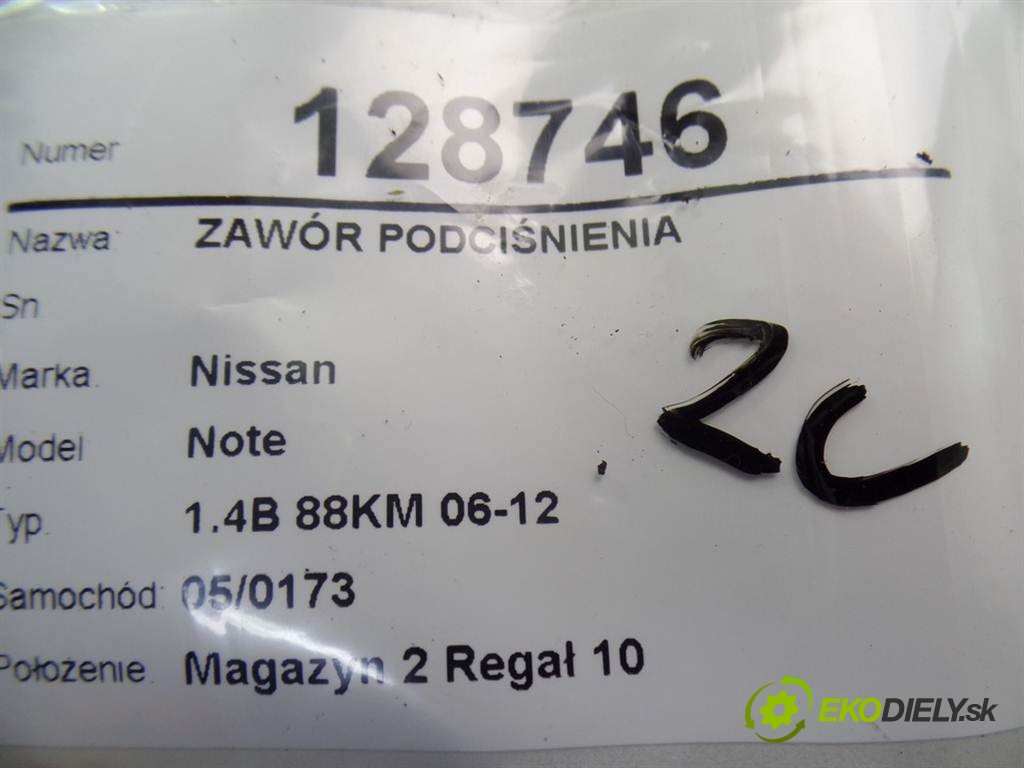 Numer 128746
Nazwa ZAWÓR PODCIŚNIENIA
Sn
Marka. Nissan
Model Note
Typ. 1.4B 88KM 06-12
Samochód: 05/0173
Położenie Magazyn 2 Regał 10
2C
EKODIELY.sk